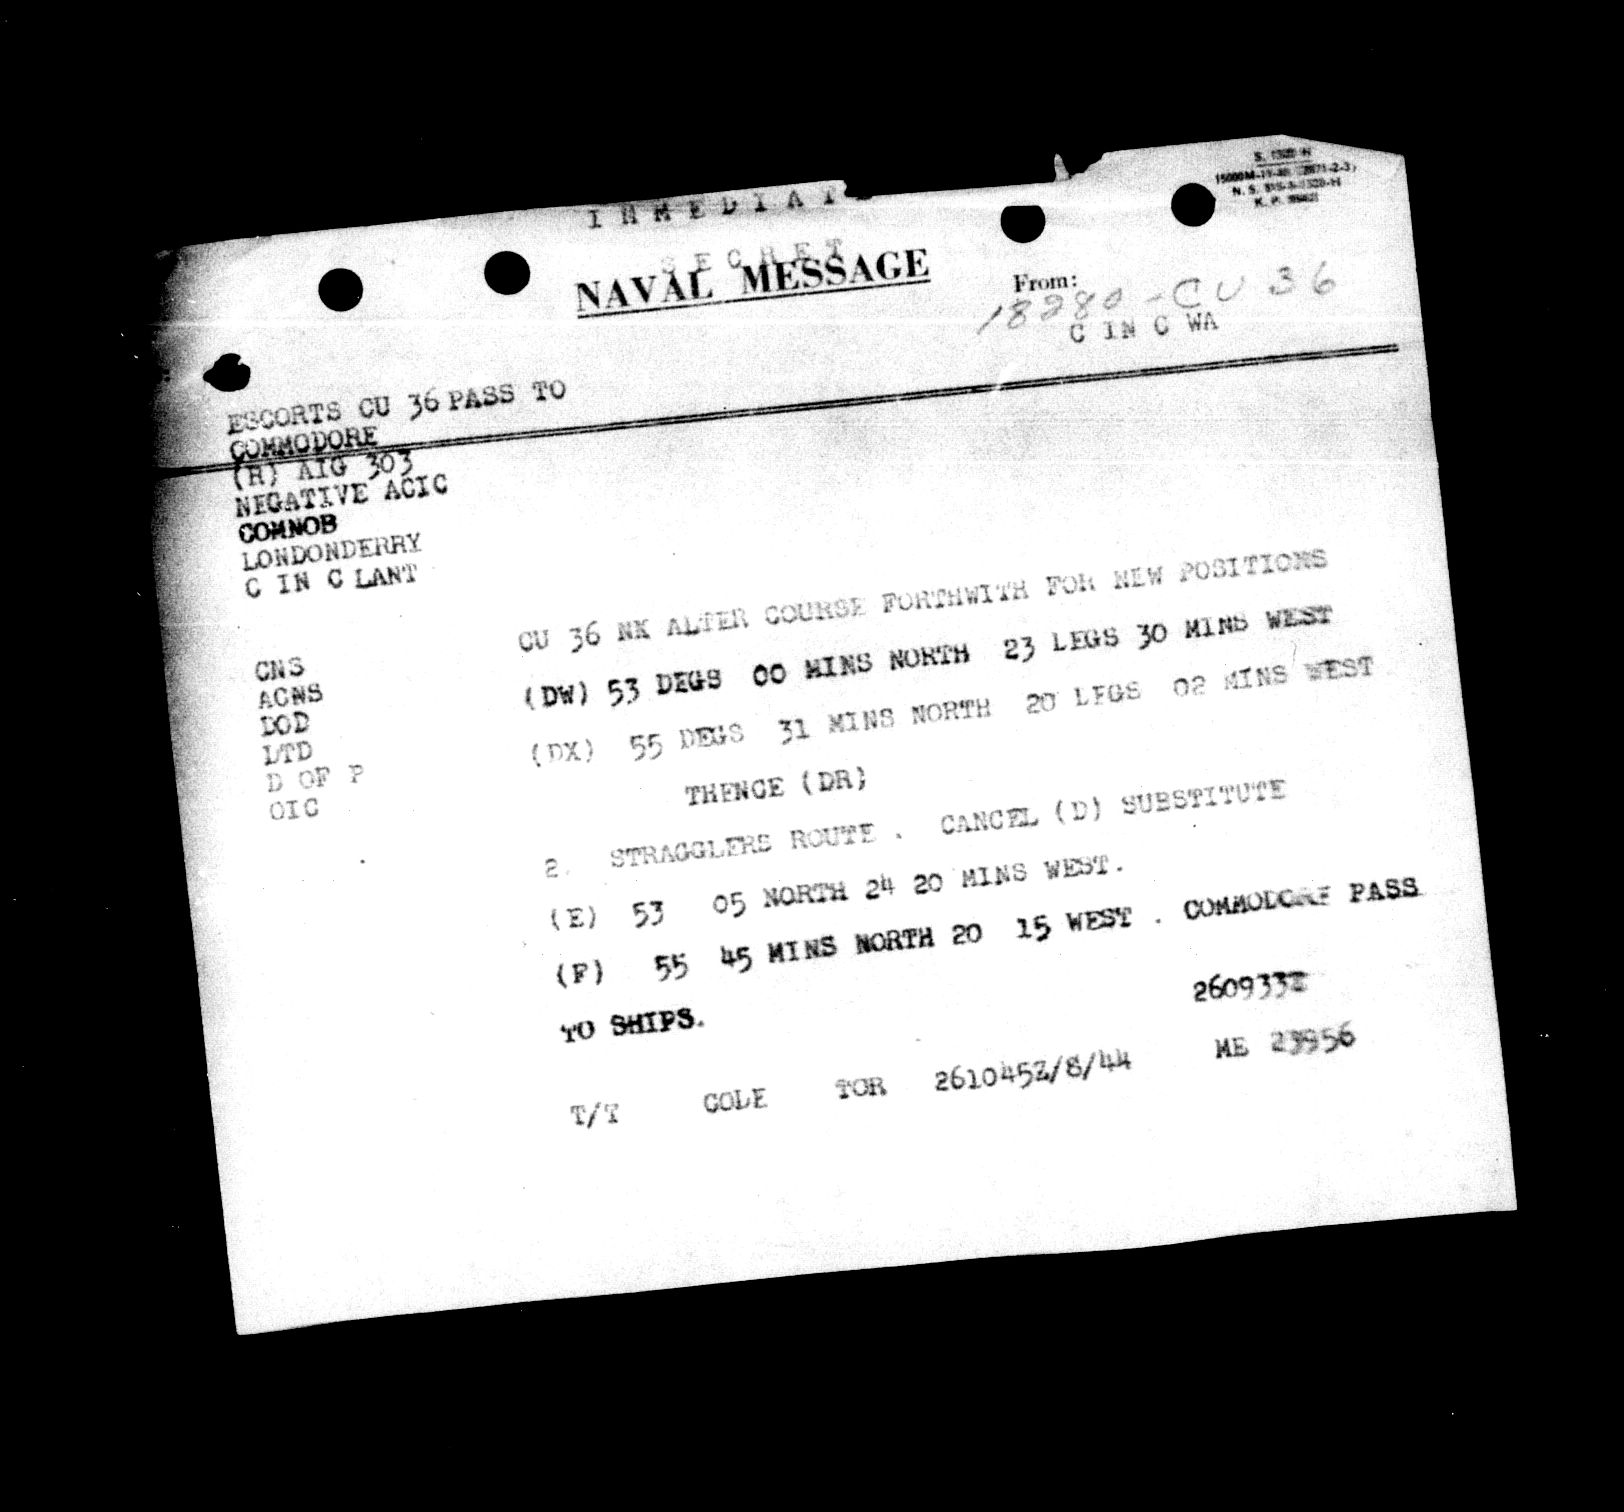 S. 1320 H
IMMEDIAT
SECRET
NAVAL MESSAGE
From:
18280 - CU 36
C IN C WA
ESCORTS CU 36 PASS TO
COMMODORE
(R) AIG 303
NEGATIVE ACIC
COMNOB
LONDONDERRY
C IN C LANT
CU 36 NK ALTER COURSE FORTHWITH FOR NEW POSITIONS
CNS
(DW) 53 DEGS 00 MINS NORTH 23 LEGS 30 MINS WEST
ACNS
DOD
(DX) 55 DEGS 31 MINS NORTH 20 LEGS 02 MINS WEST
LTD
D OF P
THENCE (DR)
OIC
2. STRAGGLERS ROUTE . CANCEL (D) SUBSTITUTE
(E) 53 05 NORTH 24 20 MINS WEST.
(F) 55 45 MINS NORTH 20 15 WEST . COMMODORE PASS
TO SHIPS.
260933Z
T/T COLE TOR 261045Z/8/44 ME 23956